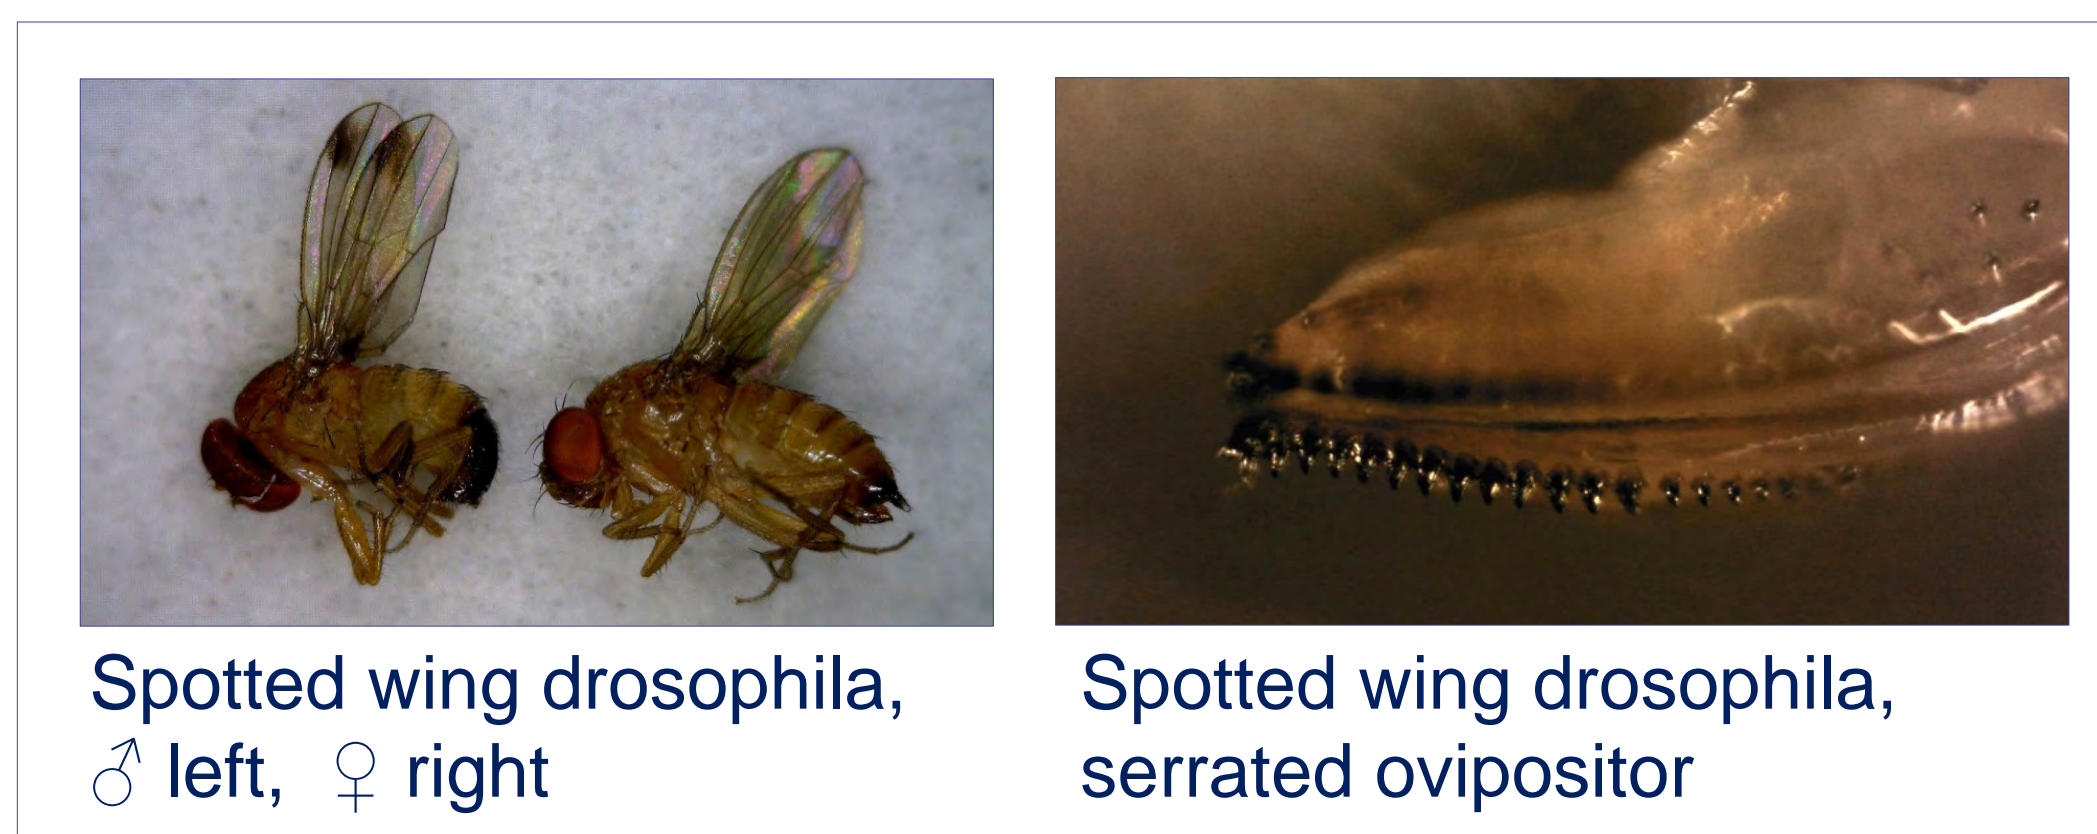 Spotted wing drosophila,
♂ left, ♀ right
Spotted wing drosophila,
serrated ovipositor